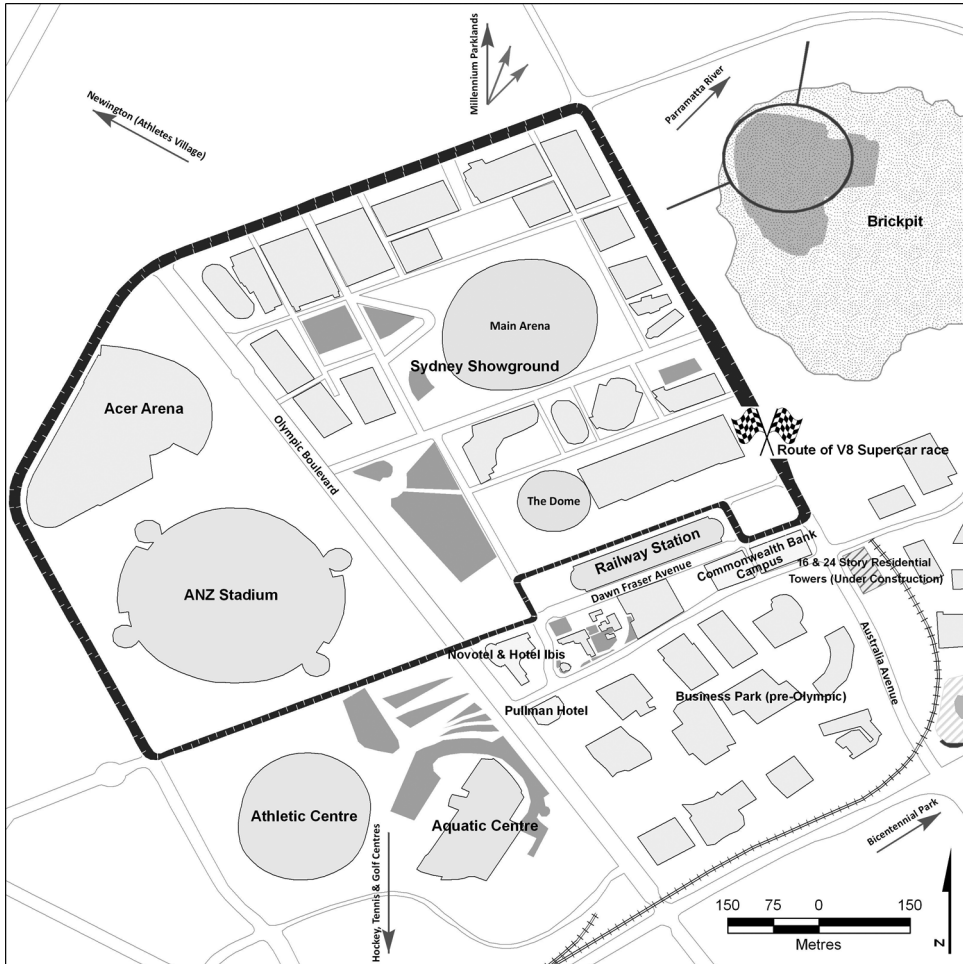 Millennium Parklands
Newington (Athletes Village)
Parramatta River
Brickpit
Main Arena
Sydney Showground
Acer Arena
Olympic Boulevard
Route of V8 Supercar race
The Dome
Railway Station
Commonwealth Bank
Campus
16 & 24 Story Residential
Towers (Under Construction)
Dawn Fraser Avenue
ANZ Stadium
Novotel & Hotel Ibis
Australia Avenue
Business Park (pre-Olympic)
Pullman Hotel
Athletic Centre
Aquatic Centre
Bicentennial Park
Hockey, Tennis & Golf Centres
150 75 0 150
Metres
N